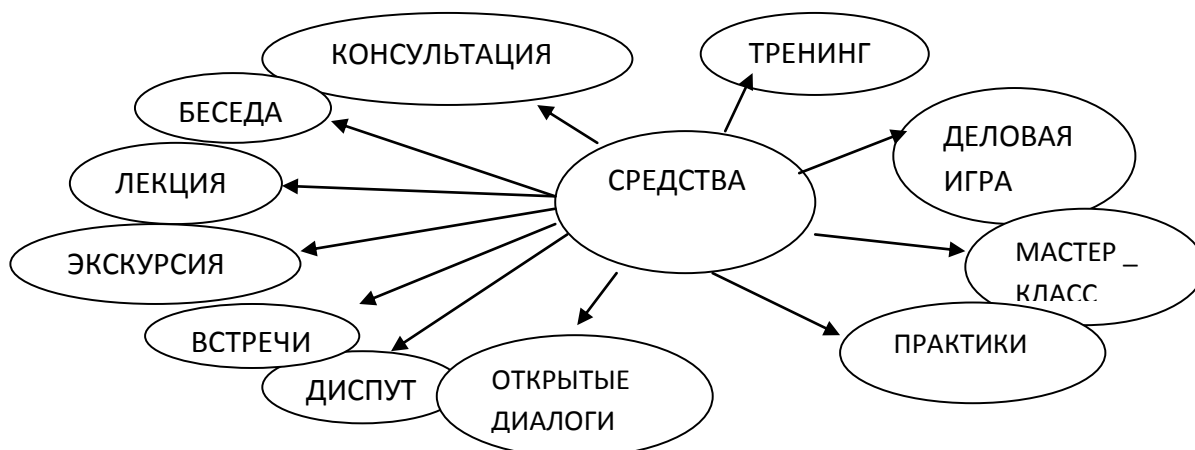 КОНСУЛЬТАЦИЯ
ТРЕНИНГ
БЕСЕДА
ДЕЛОВАЯ
ИГРА
ЛЕКЦИЯ
СРЕДСТВА
ЭКСКУРСИЯ
МАСТЕР _
КЛАСС
ВСТРЕЧИ
ПРАКТИКИ
ДИСПУТ
ОТКРЫТЫЕ
ДИАЛОГИ